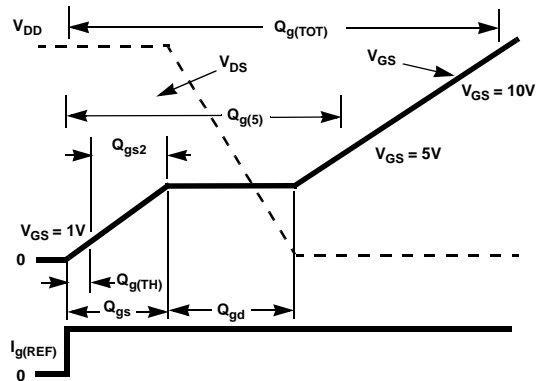 V_DD
Q_g(TOT)
V_DS
V_GS
V_GS = 10V
Q_g(5)
Q_gs2
V_GS = 5V
V_GS = 1V
0
Q_g(TH)
Q_gs
Q_gd
I_g(REF)
0